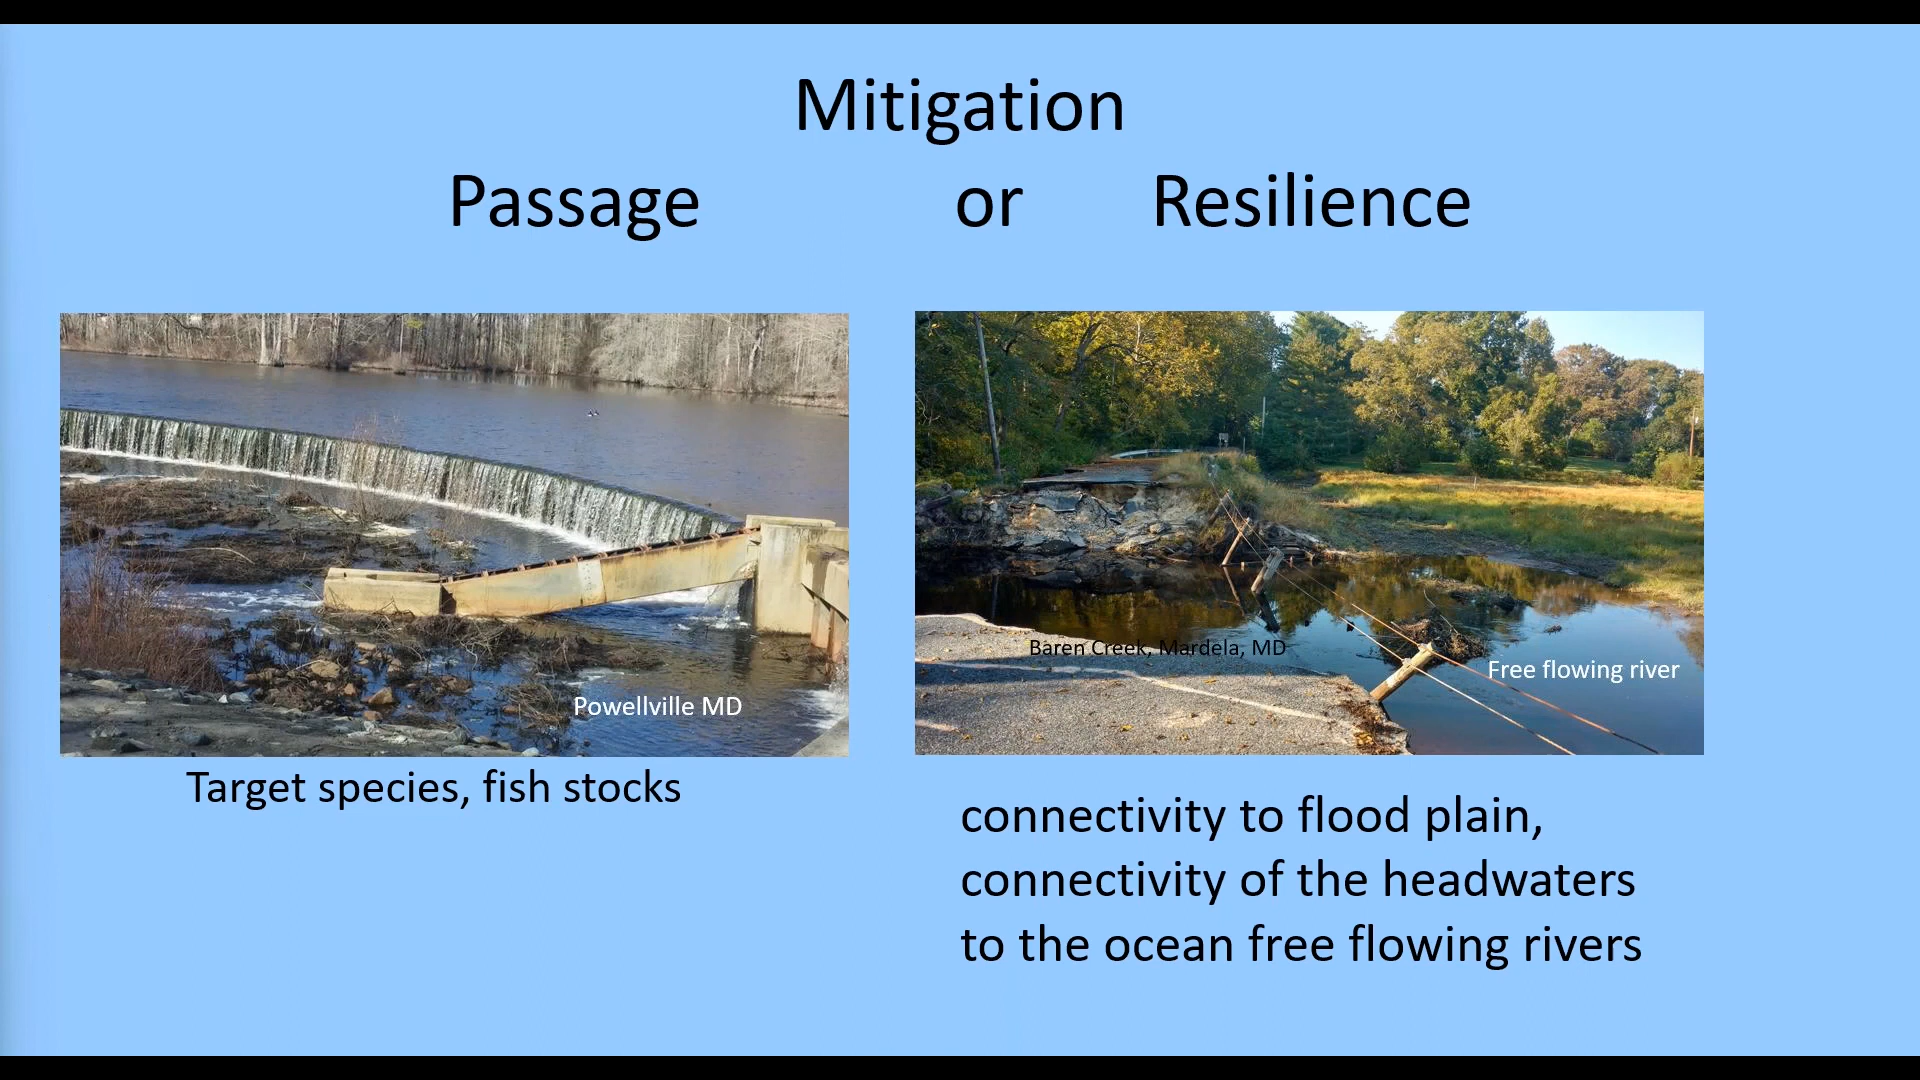 Mitigation
Passage or Resilience
Powellville MD
Baren Creek, Mardela, MD
Free flowing river
Target species, fish stocks
connectivity to flood plain,
connectivity of the headwaters
to the ocean free flowing rivers